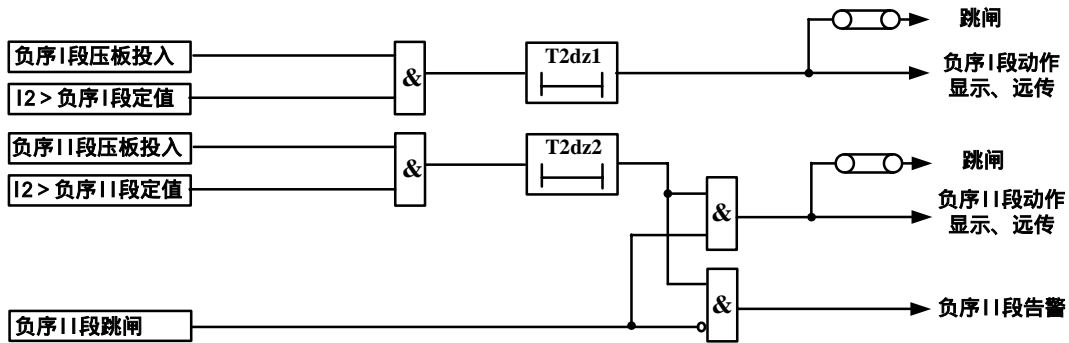 跳闸
负序I段压板投入
&
T2dz1
负序I段动作
显示、远传
I2>负序I段定值
负序II段压板投入
&
T2dz2
跳闸
I2>负序II段定值
&
负序II段动作
显示、远传
&
负序II段告警
负序II段跳闸